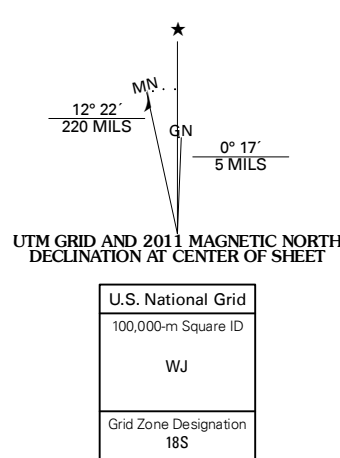 ★
MN
12° 22´
220 MILS
GN
0° 17´
5 MILS
UTM GRID AND 2011 MAGNETIC NORTH
DECLINATION AT CENTER OF SHEET
U.S. National Grid
100,000-m Square ID
WJ
Grid Zone Designation
18S